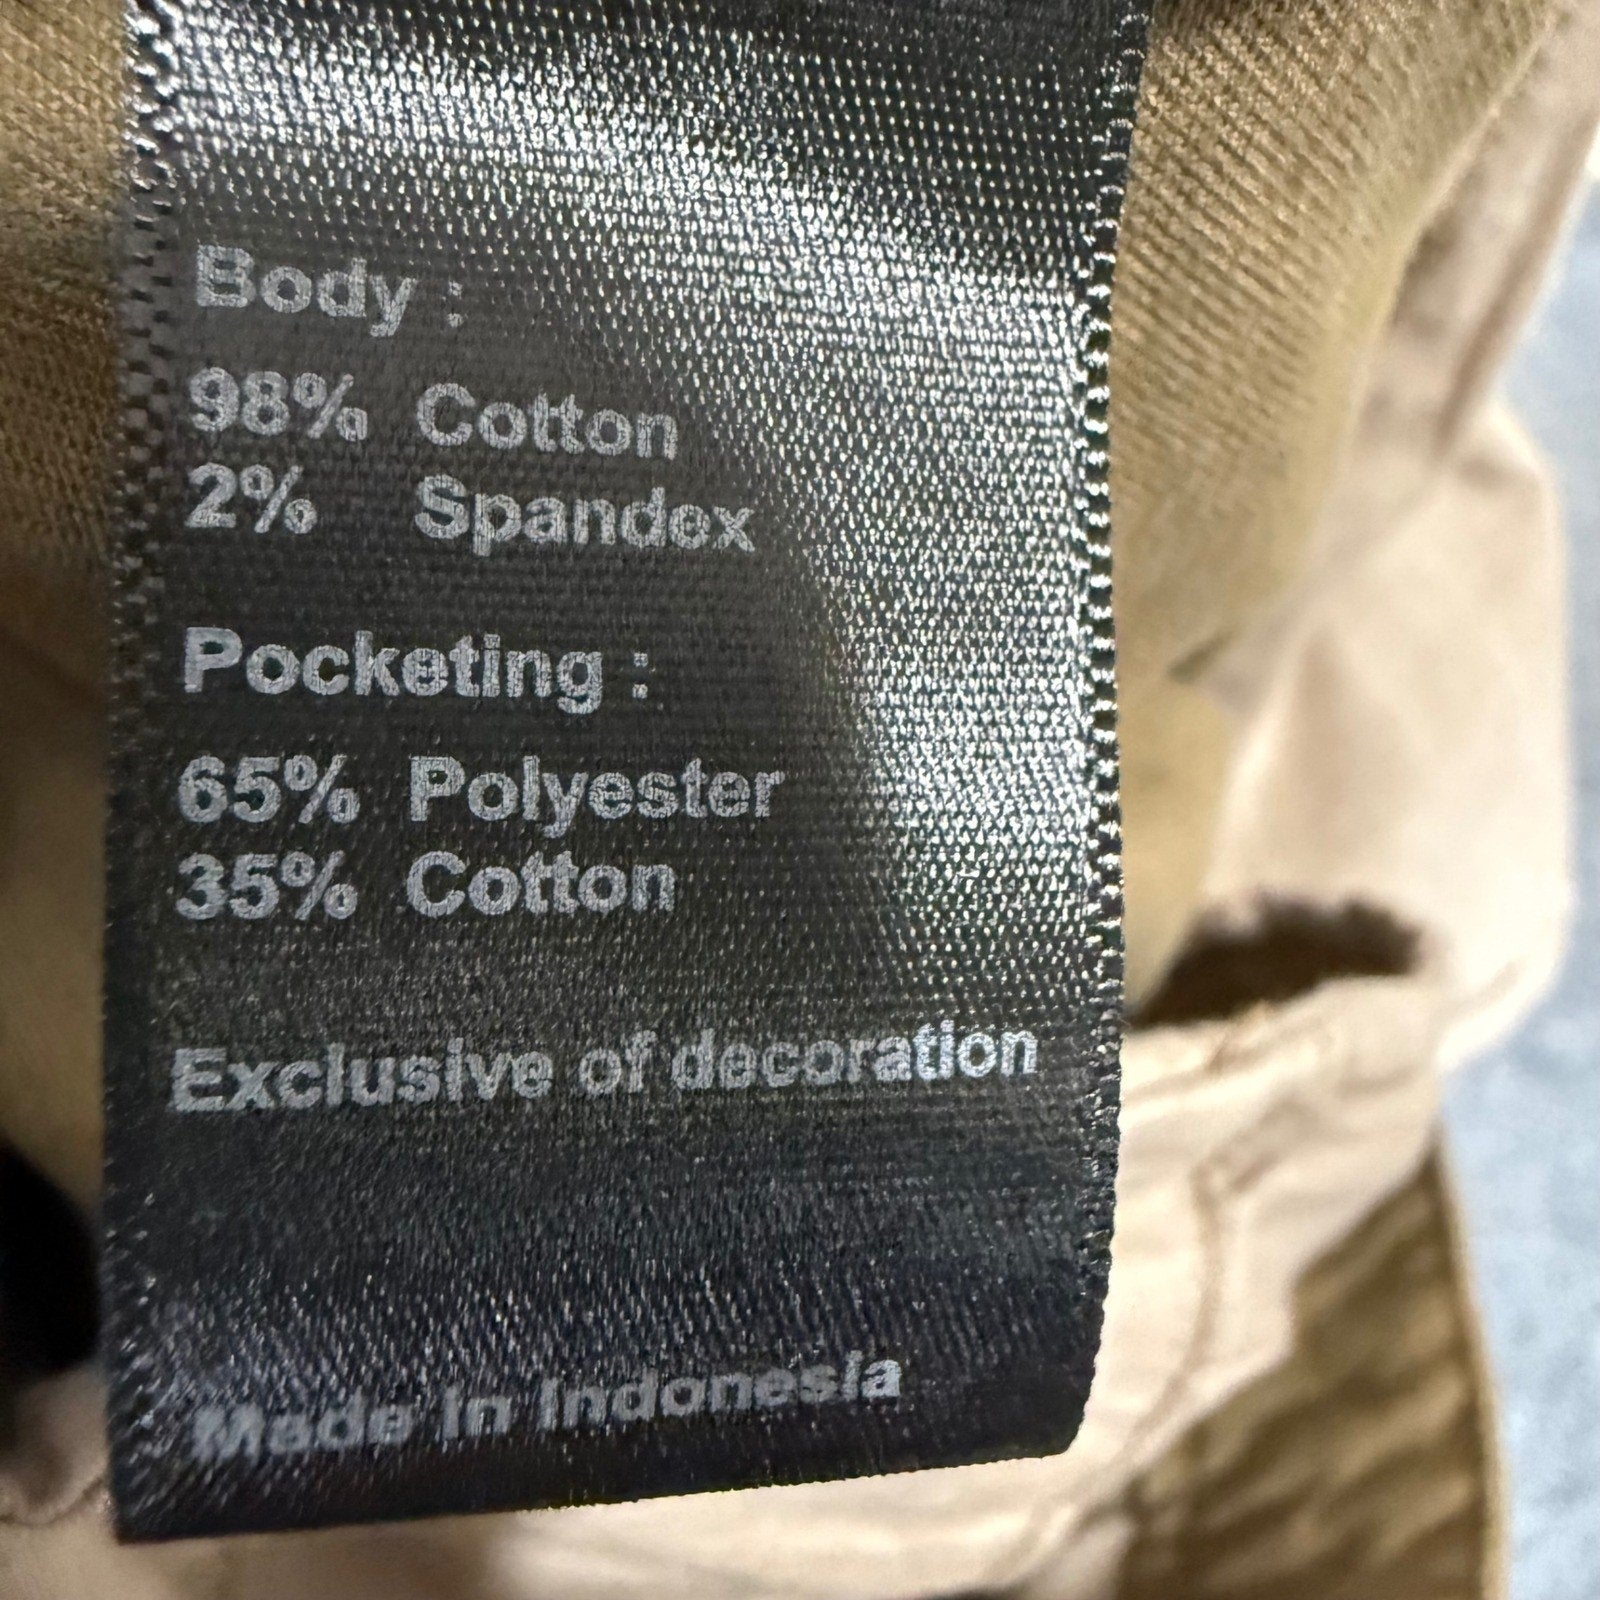 Body :
98% Cotton
2% Spandex
Pocketing :
65% Polyester
35% Cotton
Exclusive of decoration
Made in Indonesia